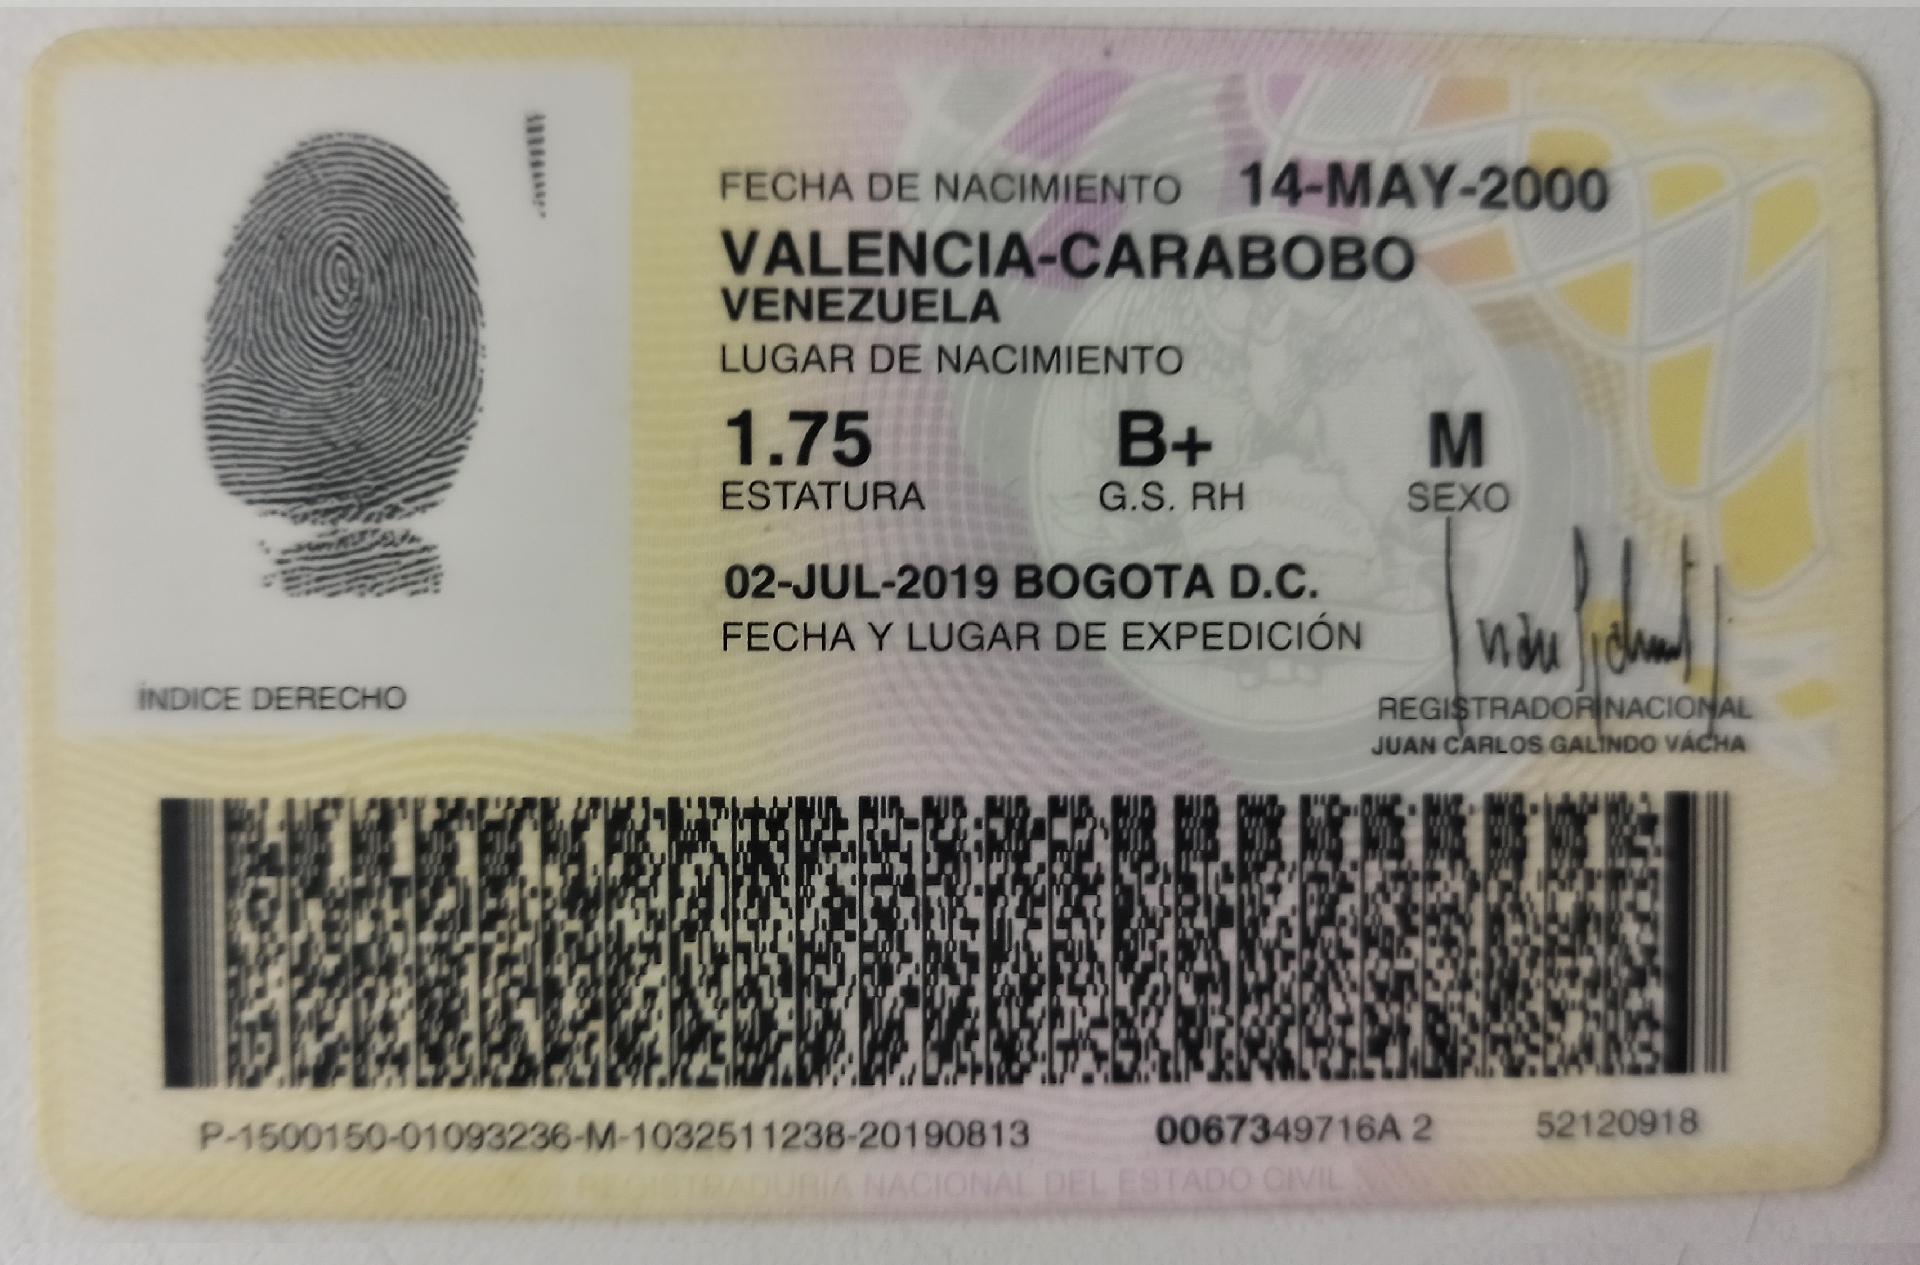 FECHA DE NACIMIENTO 14-MAY-2000
VALENCIA-CARABOBO
VENEZUELA
LUGAR DE NACIMIENTO
1.75 B+ M
ESTATURA G.S. RH SEXO
02-JUL-2019 BOGOTA D.C.
FECHA Y LUGAR DE EXPEDICIÓN
ÍNDICE DERECHO
REGISTRADOR NACIONAL
JUAN CARLOS GALINDO VÁCHA
P-1500150-01093236-M-1032511238-20190813 0067349716A 2 52120918
REGISTRADURÍA NACIONAL DEL ESTADO CIVIL